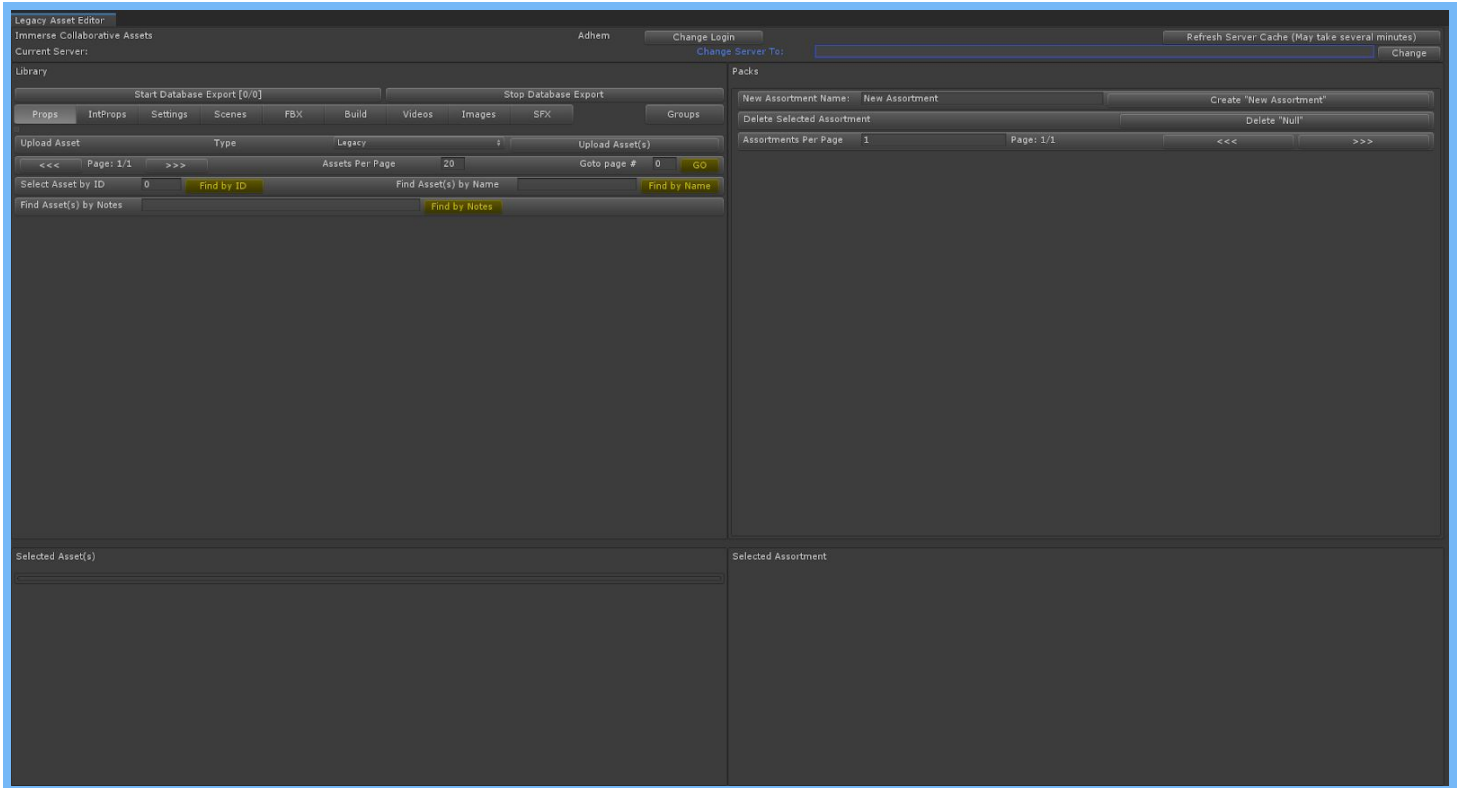 Legacy Asset Editor
Immerse Collaborative Assets Adhem Change Login Refresh Server Cache (May take several minutes)
Current Server: Change Server To: Change
Library
Start Database Export [0/0] Stop Database Export
Props IntProps Settings Scenes FBX Build Videos Images SFX Groups
Upload Asset Type Legacy Upload Asset(s)
<<< Page: 1/1 >>> Assets Per Page 20 Goto page # 0 GO
Select Asset by ID 0 Find by ID Find Asset(s) by Name Find by Name
Find Asset(s) by Notes Find by Notes
Packs
New Assortment Name: New Assortment Create "New Assortment"
Delete Selected Assortment Delete "Null"
Assortments Per Page 1 Page: 1/1 <<< >>>
Selected Asset(s)
Selected Assortment